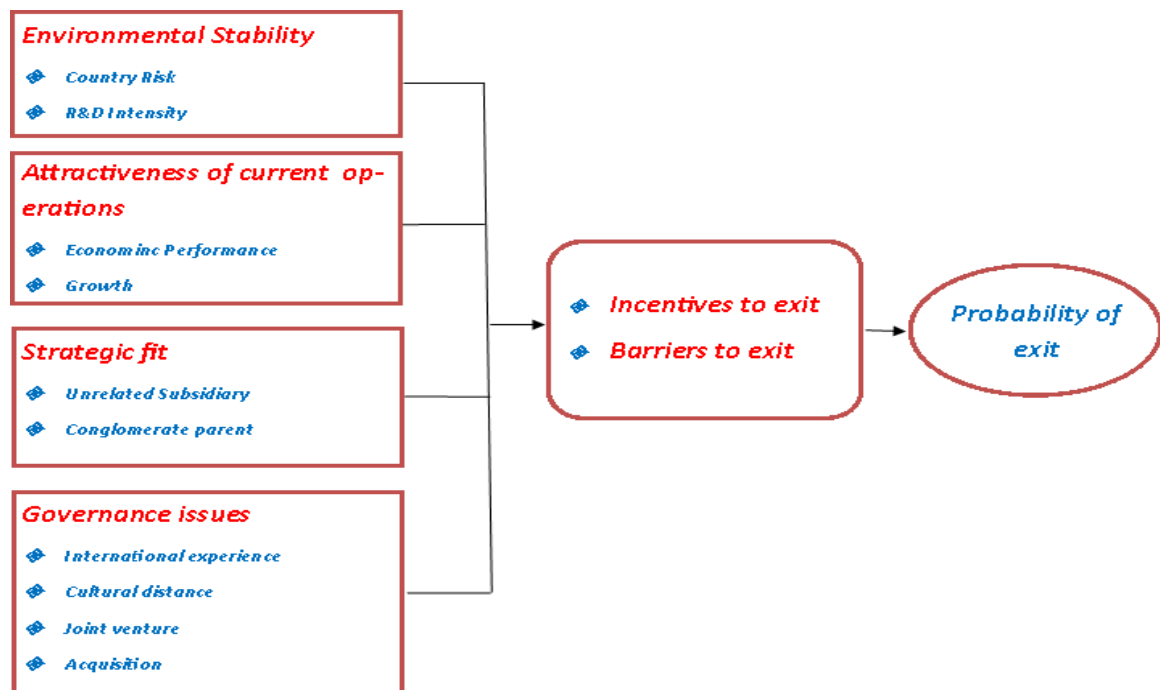 Environmental Stability
Country Risk
R&D Intensity
Attractiveness of current op-
erations
Econominc Performance
Growth
Strategic fit
Unrelated Subsidiary
Conglomerate parent
Governance issues
International experience
Cultural distance
Joint venture
Acquisition
Incentives to exit
Barriers to exit
Probability of
exit